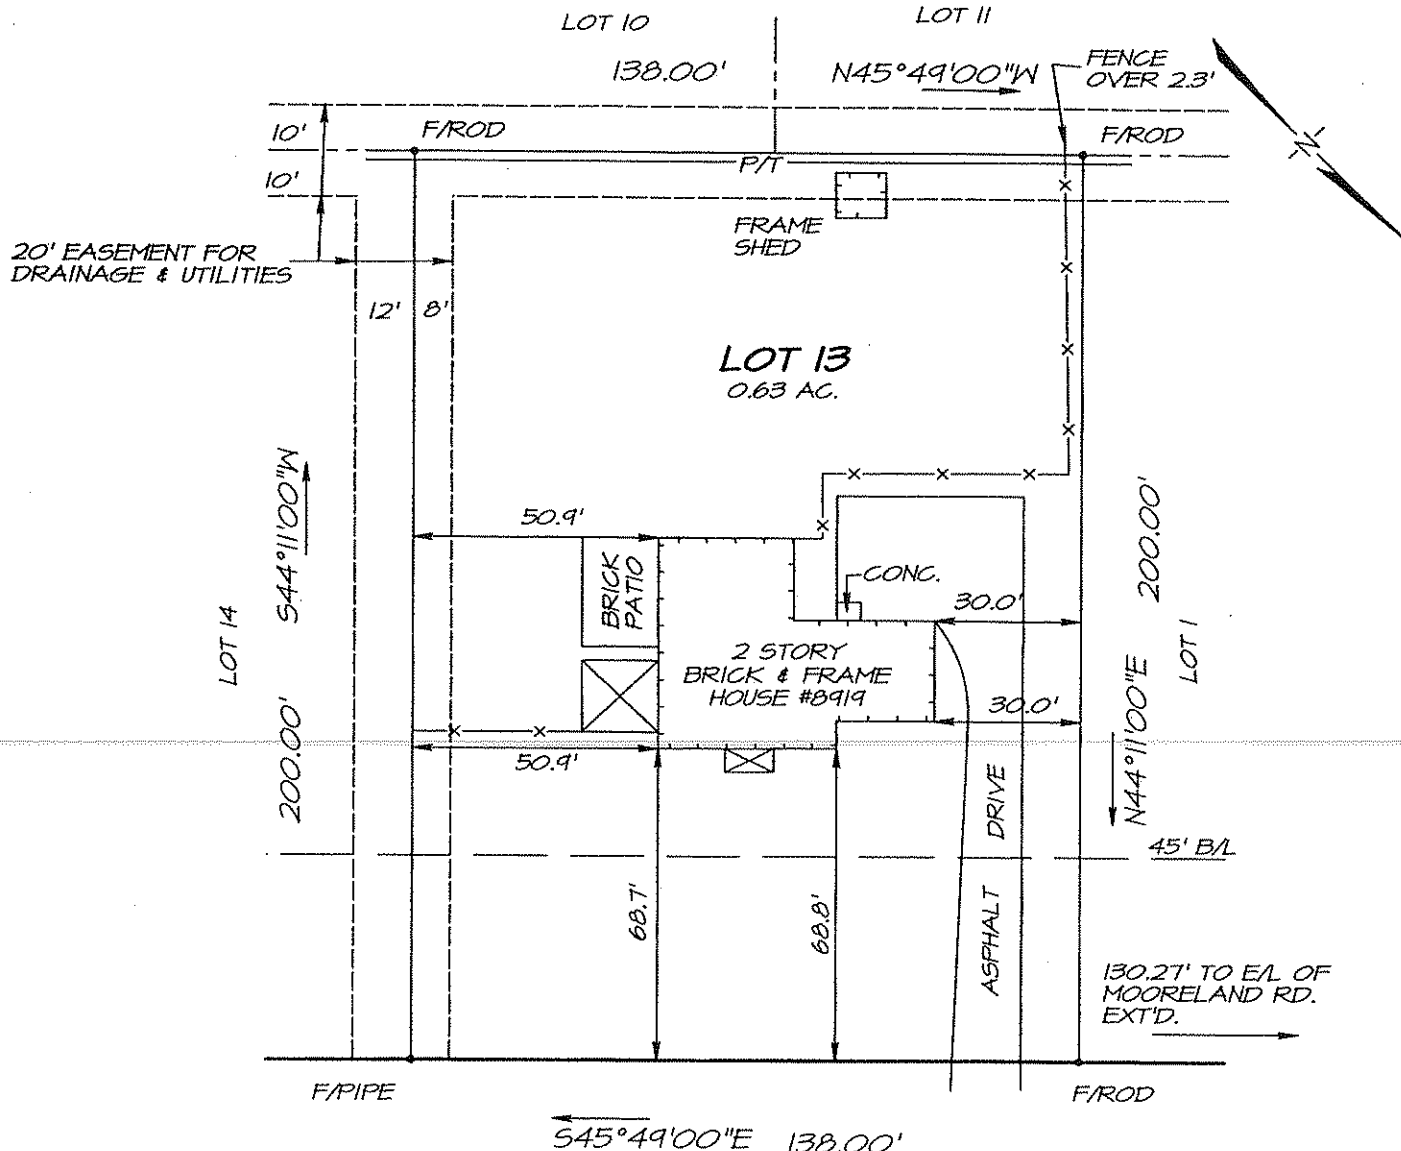 LOT 10
LOT 11
138.00'
N45°49'00"W
FENCE
OVER 2.3'
10'
F/ROD
F/ROD
N
P/T
10'
FRAME
SHED
20' EASEMENT FOR
DRAINAGE & UTILITIES
12'
8'
LOT 13
0.63 AC.
S44°11'00"W
200.00'
LOT 14
50.9'
BRICK
PATIO
CONC.
30.0'
200.00'
N44°11'00"E
LOT 1
2 STORY
BRICK & FRAME
HOUSE #8919
30.0'
50.9'
ASPHALT DRIVE
45' B/L
68.7'
68.8'
130.27' TO E/L OF
MOORELAND RD.
EXT'D.
F/PIPE
F/ROD
S45°49'00"E 138.00'